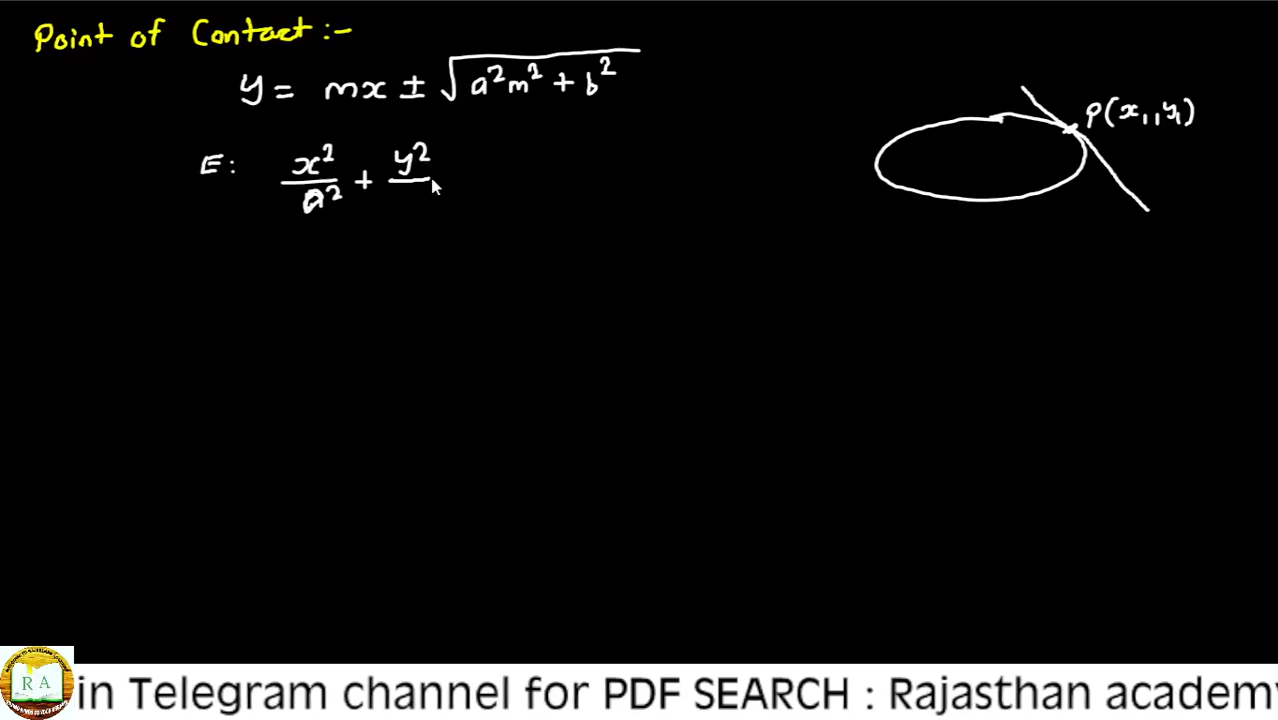 Point of Contact :-
y = mx ± √(a²m² + b²)
P(x₁, y₁)
E: x²/a² + y²/
R A
in Telegram channel for PDF SEARCH : Rajasthan academy